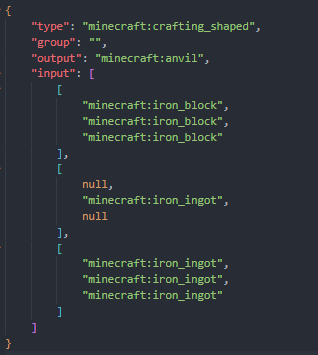 {
    "type": "minecraft:crafting_shaped",
    "group": "",
    "output": "minecraft:anvil",
    "input": [
        [
            "minecraft:iron_block",
            "minecraft:iron_block",
            "minecraft:iron_block"
        ],
        [
            null,
            "minecraft:iron_ingot",
            null
        ],
        [
            "minecraft:iron_ingot",
            "minecraft:iron_ingot",
            "minecraft:iron_ingot"
        ]
    ]
}